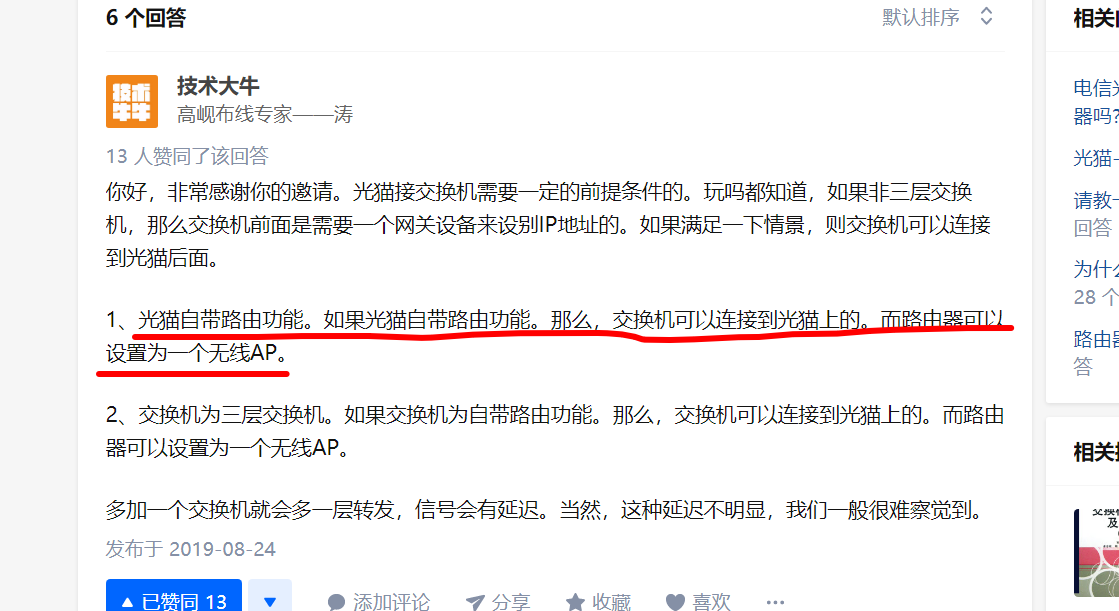 6 个回答
默认排序
技术大牛
高岘布线专家——涛
13 人赞同了该回答
你好，非常感谢你的邀请。光猫接交换机需要一定的前提条件的。玩吗都知道，如果非三层交换
机，那么交换机前面是需要一个网关设备来设别IP地址的。如果满足一下情景，则交换机可以连接
到光猫后面。
1、光猫自带路由功能。如果光猫自带路由功能。那么，交换机可以连接到光猫上的。而路由器可以
设置为一个无线AP。
2、交换机为三层交换机。如果交换机为自带路由功能。那么，交换机可以连接到光猫上的。而路由
器可以设置为一个无线AP。
多加一个交换机就会多一层转发，信号会有延迟。当然，这种延迟不明显，我们一般很难察觉到。
发布于 2019-08-24
已赞同 13
添加评论
分享
收藏
喜欢
相关
电信
器吗?
光猫
请教
回答
为什么
28 个
路由器
答
相关